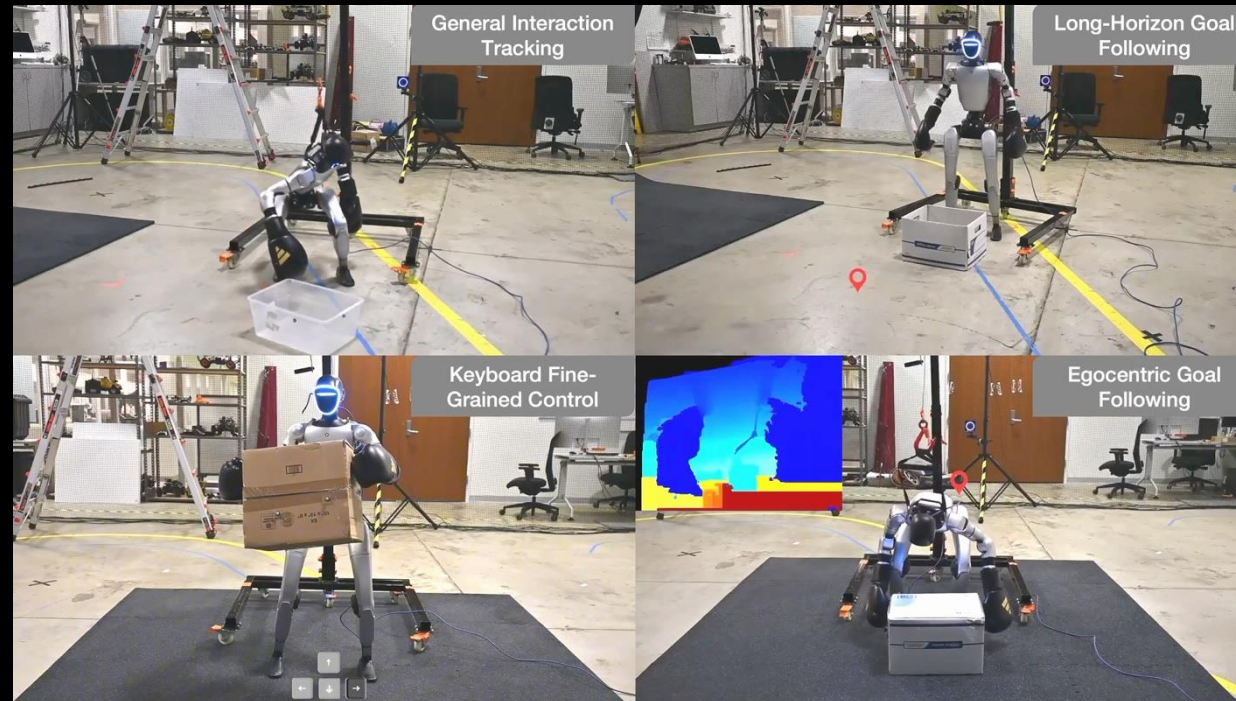 General Interaction
Tracking
Long-Horizon Goal
Following
Keyboard Fine-
Grained Control
Egocentric Goal
Following
↑
← ↓ →